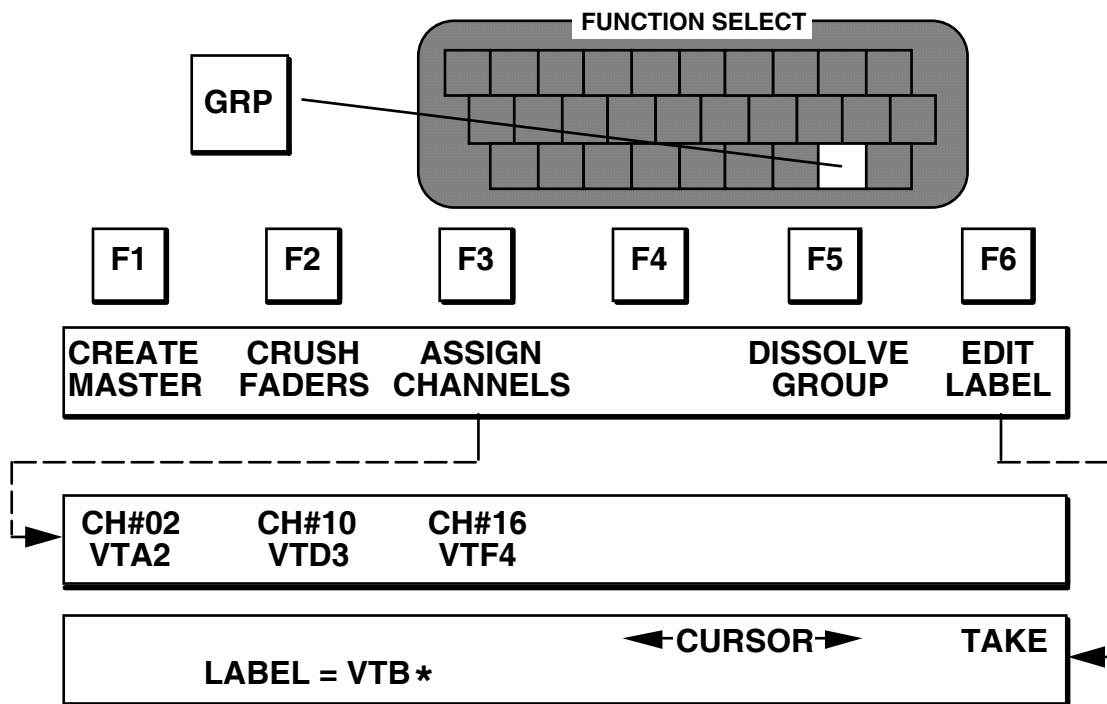 FUNCTION SELECT
GRP
F1 F2 F3 F4 F5 F6
CREATE CRUSH ASSIGN DISSOLVE EDIT
MASTER FADERS CHANNELS GROUP LABEL
CH#02 CH#10 CH#16
VTA2 VTD3 VTF4
CURSOR TAKE
LABEL = VTB*